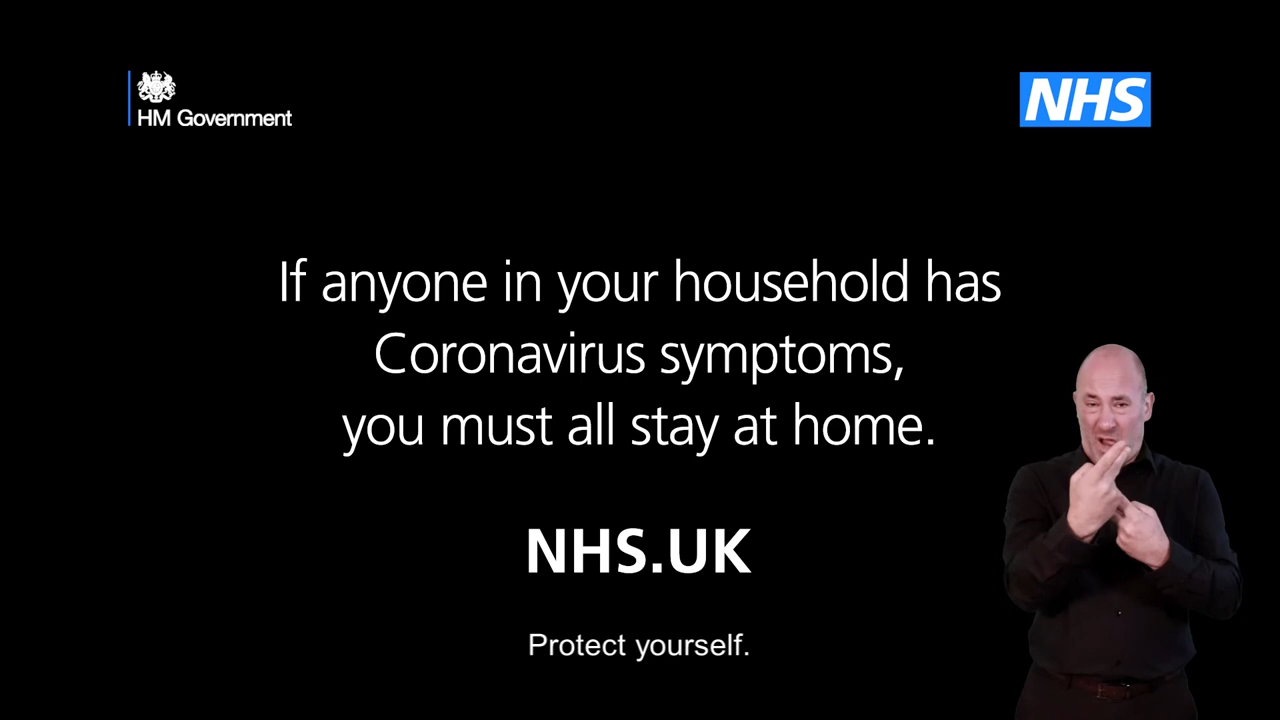 HM Government
NHS
If anyone in your household has
Coronavirus symptoms,
you must all stay at home.
NHS.UK
Protect yourself.